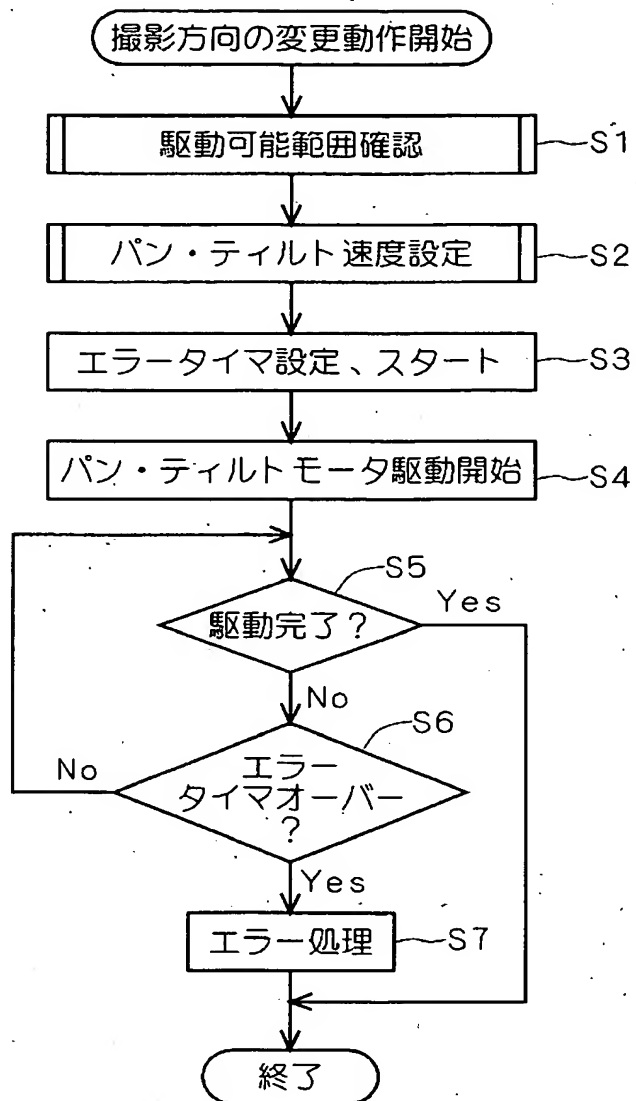 撮影方向の変更動作開始
駆動可能範囲確認
S1
パン・ティルト速度設定
S2
エラータイマ設定、スタート
S3
パン・ティルトモータ駆動開始
S4
S5
駆動完了?
Yes
No
S6
エラー
タイマオーバー
?
No
Yes
エラー処理
S7
終了